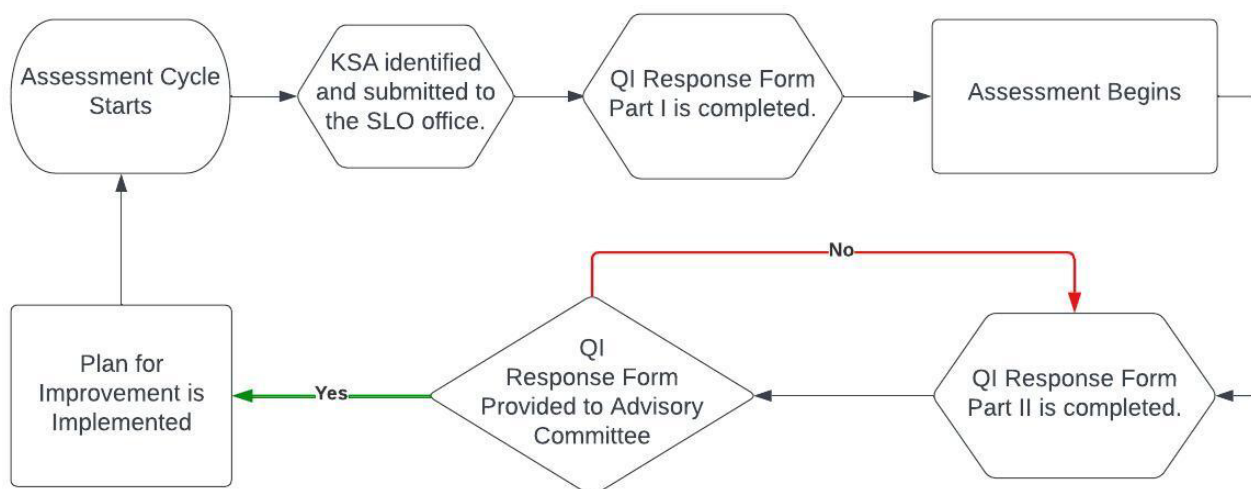 Assessment Cycle
Starts
KSA identified
and submitted to
the SLO office.
QI Response Form
Part I is completed.
Assessment Begins
No
Plan for
Improvement is
Implemented
Yes
QI
Response Form
Provided to Advisory
Committee
QI Response Form
Part II is completed.